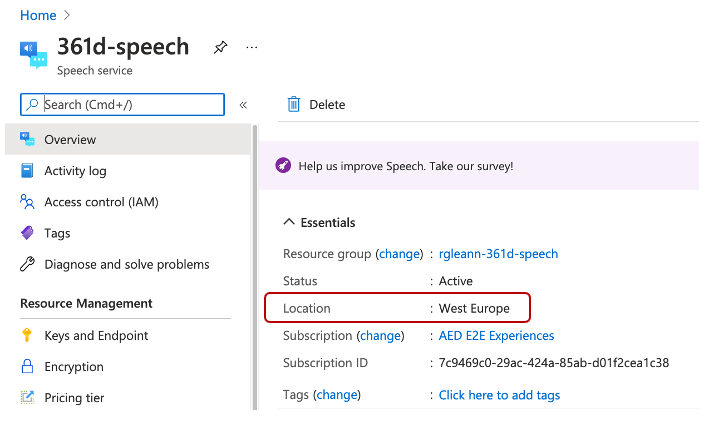 Home
361d-speech
Speech service
Search (Cmd+/)
Overview
Activity log
Access control (IAM)
Tags
Diagnose and solve problems
Resource Management
Keys and Endpoint
Encryption
Pricing tier
Delete
Help us improve Speech. Take our survey!
Essentials
Resource group (change) : rgleann-361d-speech
Status : Active
Location : West Europe
Subscription (change) : AED E2E Experiences
Subscription ID : 7c9469c0-29ac-424a-85ab-d01f2cea1c38
Tags (change) : Click here to add tags